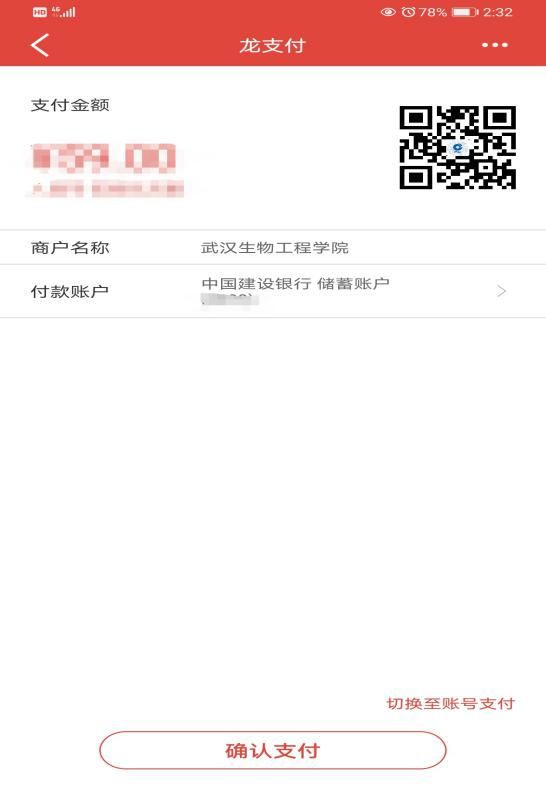 HD 4G 78% 2:32
龙支付
支付金额
商户名称 武汉生物工程学院
付款账户 中国建设银行 储蓄账户
切换至账号支付
确认支付